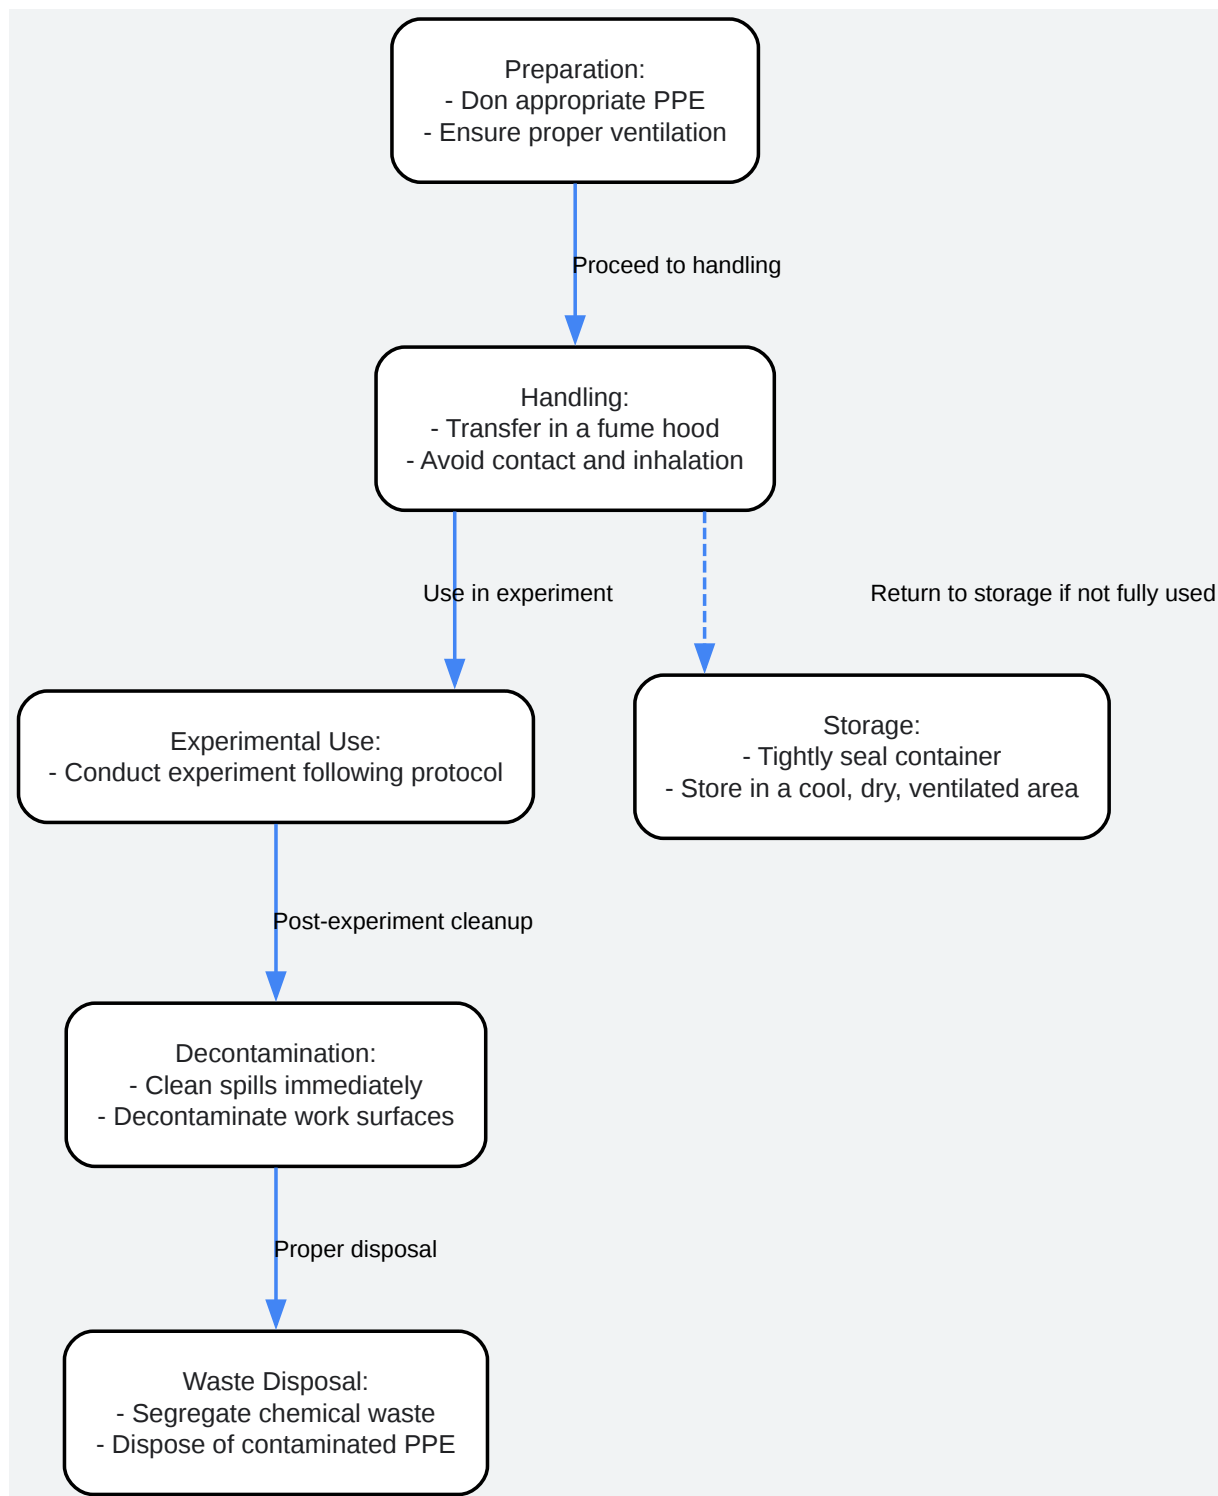 Preparation:
- Don appropriate PPE
- Ensure proper ventilation
Proceed to handling
Handling:
- Transfer in a fume hood
- Avoid contact and inhalation
Use in experiment
Return to storage if not fully used
Experimental Use:
- Conduct experiment following protocol
Storage:
- Tightly seal container
- Store in a cool, dry, ventilated area
Post-experiment cleanup
Decontamination:
- Clean spills immediately
- Decontaminate work surfaces
Proper disposal
Waste Disposal:
- Segregate chemical waste
- Dispose of contaminated PPE